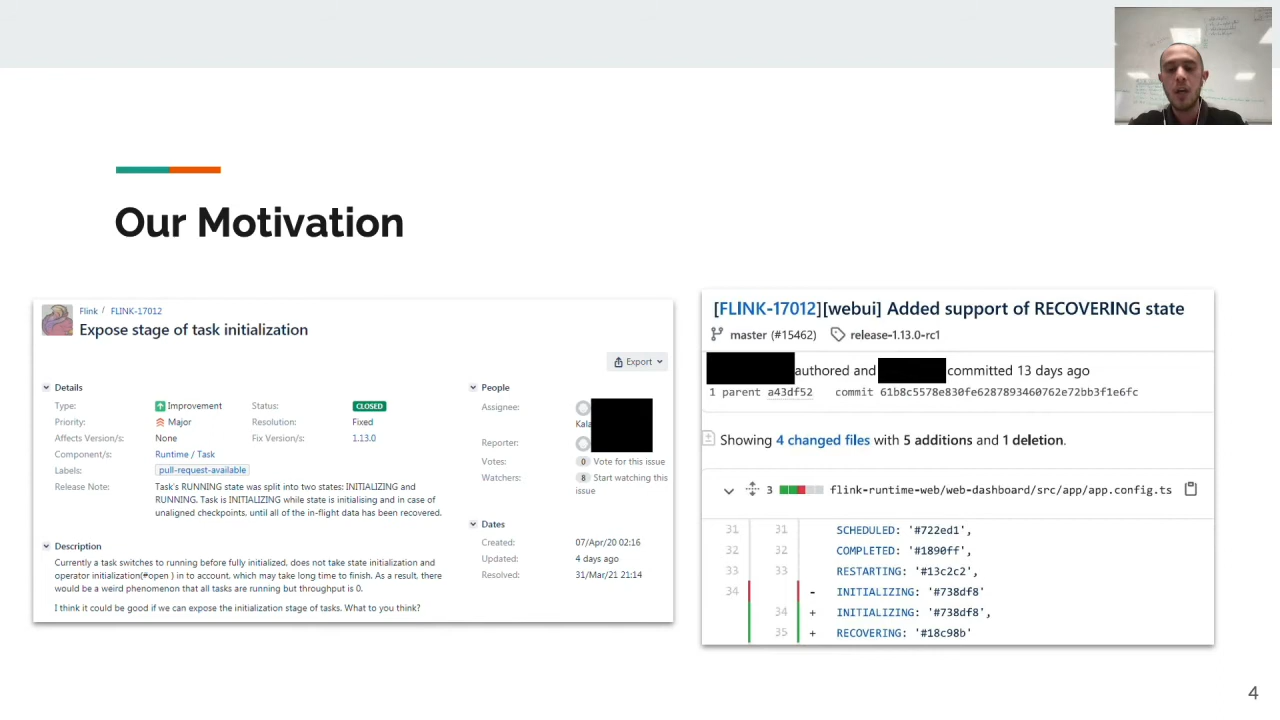 Our Motivation
Flink / FLINK-17012
Expose stage of task initialization
Export
Details
Type: Improvement Status: CLOSED
Priority: Major Resolution: Fixed
Affects Version/s: None Fix Version/s: 1.13.0
Component/s: Runtime / Task
Labels: pull-request-available
Release Note: Task's RUNNING state was split into two states: INITIALIZING and
RUNNING. Task is INITIALIZING while state is initialising and in case of
unaligned checkpoints, until all of the in-flight data has been recovered.
Description
Currently a task switches to running before fully initialized, does not take state initialization and
operator initialization(#open ) in to account, which may take long time to finish. As a result, there
would be a weird phenomenon that all tasks are running but throughput is 0.
I think it could be good if we can expose the initialization stage of tasks. What to you think?
People
Assignee:
Kala
Reporter:
Votes: 0 Vote for this issue
Watchers: 8 Start watching this
issue
Dates
Created: 07/Apr/20 02:16
Updated: 4 days ago
Resolved: 31/Mar/21 21:14
[FLINK-17012][webui] Added support of RECOVERING state
master (#15462) release-1.13.0-rc1
authored and committed 13 days ago
1 parent a43df52 commit 61b8c5578e830fe6287893460762e72bb3f1e6fc
Showing 4 changed files with 5 additions and 1 deletion.
3 flink-runtime-web/web-dashboard/src/app/app.config.ts
31 31 SCHEDULED: '#722ed1',
32 32 COMPLETED: '#1890ff',
33 33 RESTARTING: '#13c2c2',
34 - INITIALIZING: '#738df8'
34 + INITIALIZING: '#738df8',
35 + RECOVERING: '#18c98b'
4